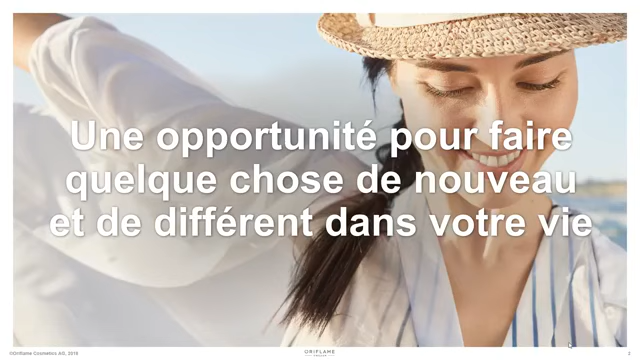 Une opportunité pour faire
quelque chose de nouveau
et de différent dans votre vie
©Oriflame Cosmetics AG, 2019
ORIFLAME